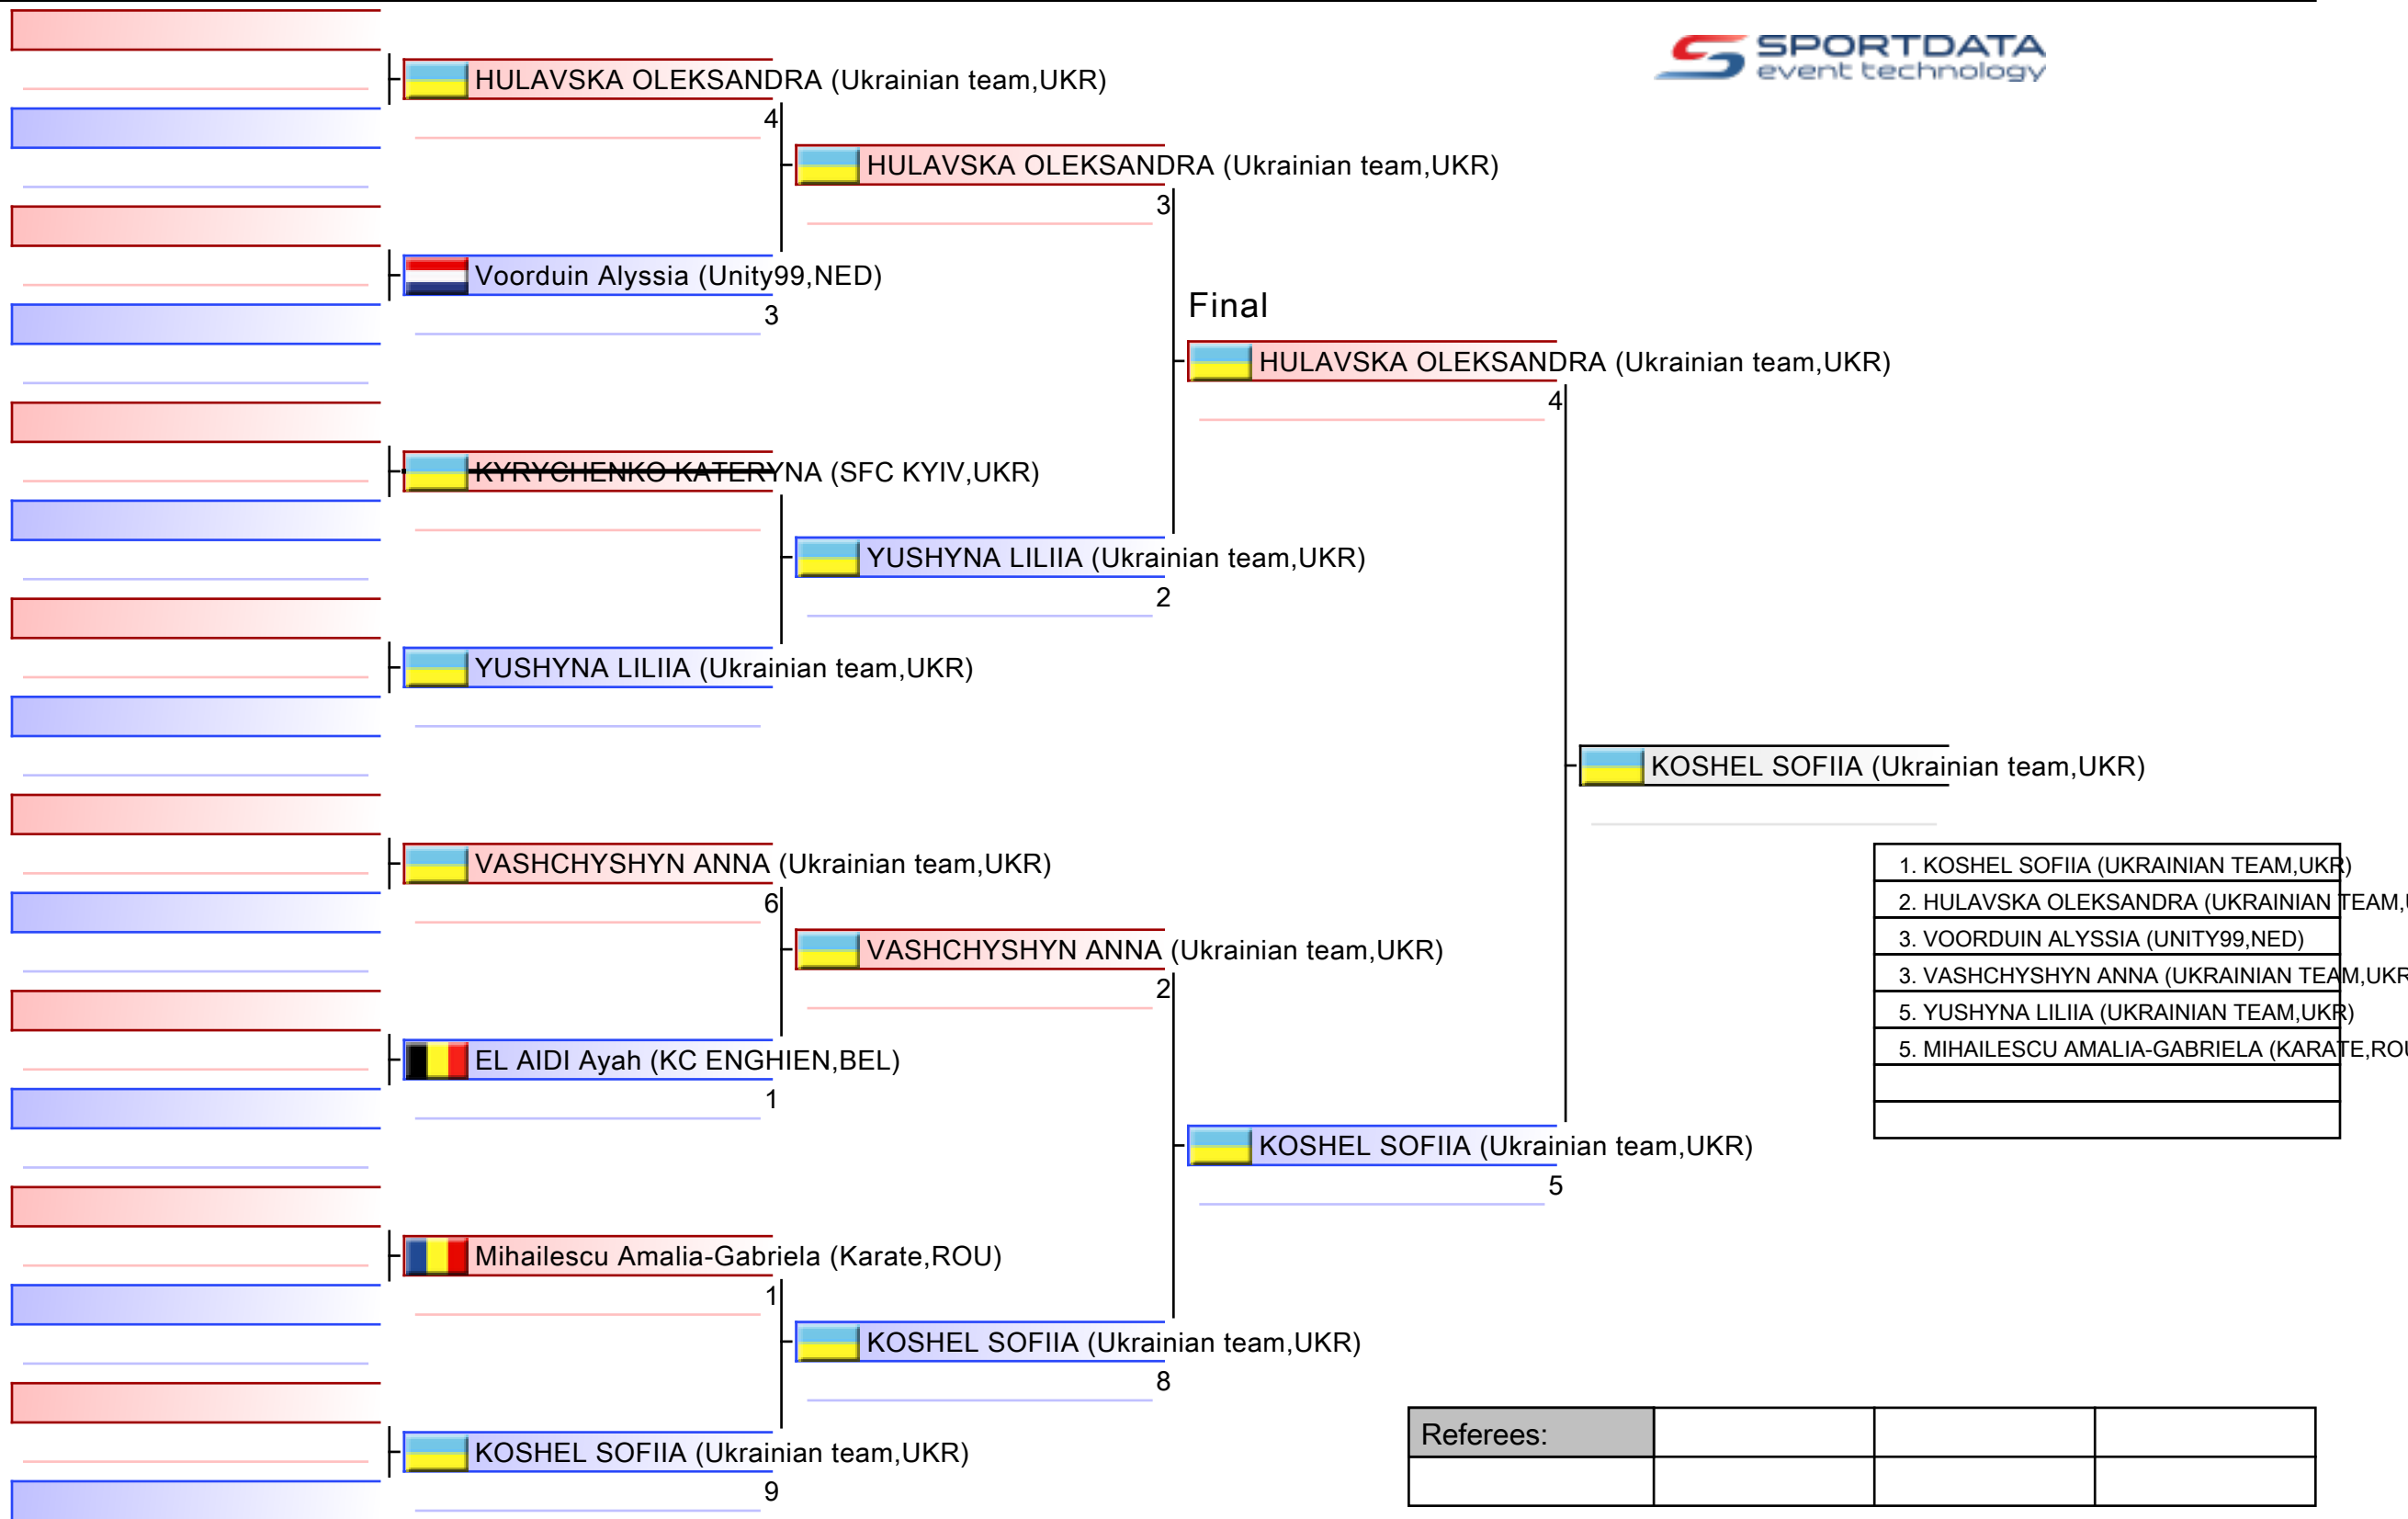 SPORTDATA
event technology
HULAVSKA OLEKSANDRA (Ukrainian team,UKR)
4
HULAVSKA OLEKSANDRA (Ukrainian team,UKR)
3
Voorduin Alyssia (Unity99,NED)
3
Final
HULAVSKA OLEKSANDRA (Ukrainian team,UKR)
4
KYRYCHENKO KATERYNA (SFC KYIV,UKR)
YUSHYNA LILIIA (Ukrainian team,UKR)
2
YUSHYNA LILIIA (Ukrainian team,UKR)
KOSHEL SOFIIA (Ukrainian team,UKR)
VASHCHYSHYN ANNA (Ukrainian team,UKR)
6
VASHCHYSHYN ANNA (Ukrainian team,UKR)
2
EL AIDI Ayah (KC ENGHIEN,BEL)
1
KOSHEL SOFIIA (Ukrainian team,UKR)
5
Mihailescu Amalia-Gabriela (Karate,ROU)
1
KOSHEL SOFIIA (Ukrainian team,UKR)
8
KOSHEL SOFIIA (Ukrainian team,UKR)
9
1. KOSHEL SOFIIA (UKRAINIAN TEAM,UKR)
2. HULAVSKA OLEKSANDRA (UKRAINIAN TEAM,
3. VOORDUIN ALYSSIA (UNITY99,NED)
3. VASHCHYSHYN ANNA (UKRAINIAN TEAM,UKR
5. YUSHYNA LILIIA (UKRAINIAN TEAM,UKR)
5. MIHAILESCU AMALIA-GABRIELA (KARATE,ROU
Referees: